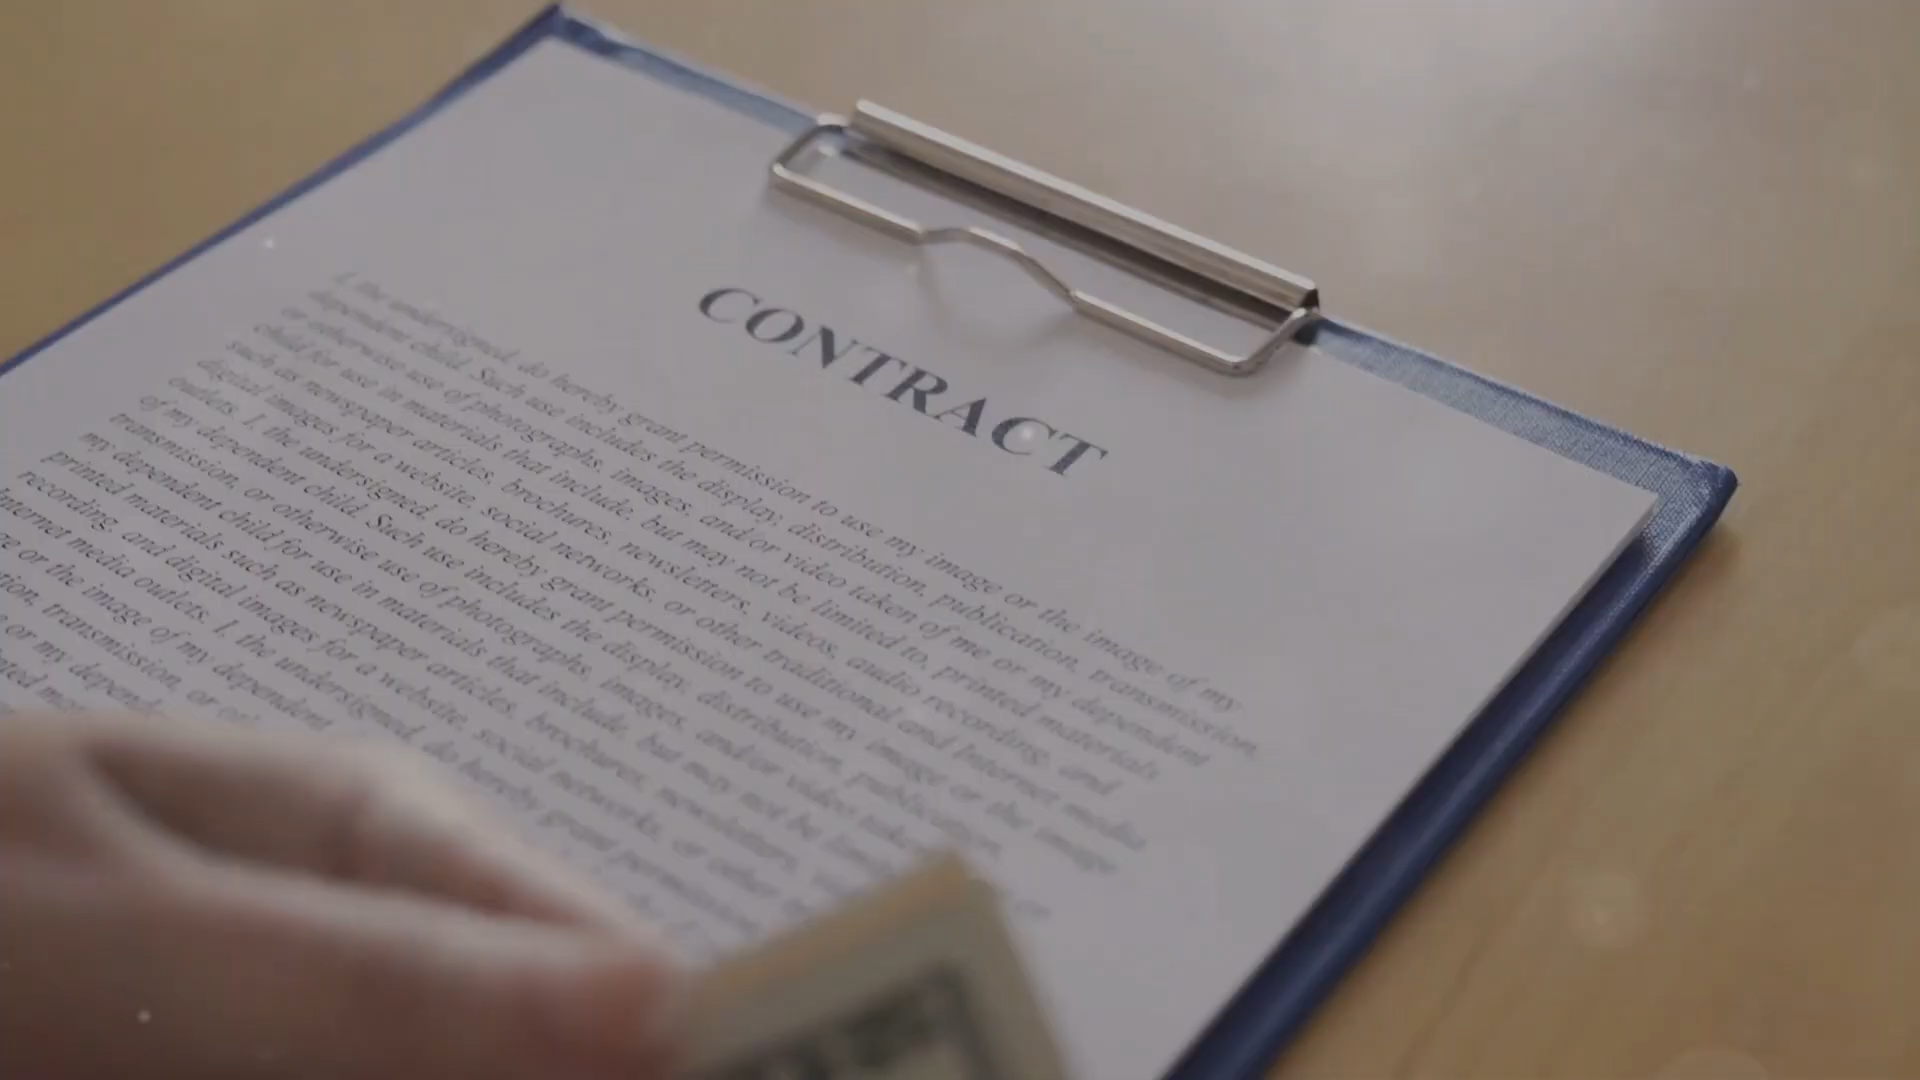 CONTRACT
I, the undersigned, do hereby grant permission to use my image or the image of my
dependent child. Such use includes the display, distribution, publication, transmission,
or otherwise use of photographs, images, and/or video taken of me or my dependent
child for use in materials that include, but may not be limited to, printed materials
such as newspaper articles, brochures, newsletters, videos, audio recording, and
digital images for a website, social networks, or other traditional and Internet media
outlets. I, the undersigned, do hereby grant permission to use my image or the image
of my dependent child. Such use includes the display, distribution, publication,
transmission, or otherwise use of photographs, images, and/or video taken
my dependent child for use in materials that include, but may not be limited
printed materials such as newspaper articles, brochures, newsletters,
recording, and digital images for a website, social networks, or other
Internet media outlets. I, the undersigned, do hereby grant permission
or the image of my dependent
transmission, or
or my